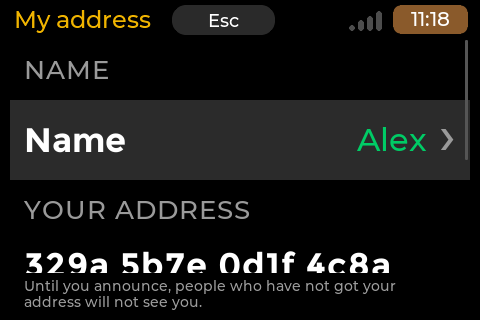 My address
Esc
11:18
NAME
Name
Alex
YOUR ADDRESS
329a 5b7e 0d1f 4c8a
Until you announce, people who have not got your
address will not see you.